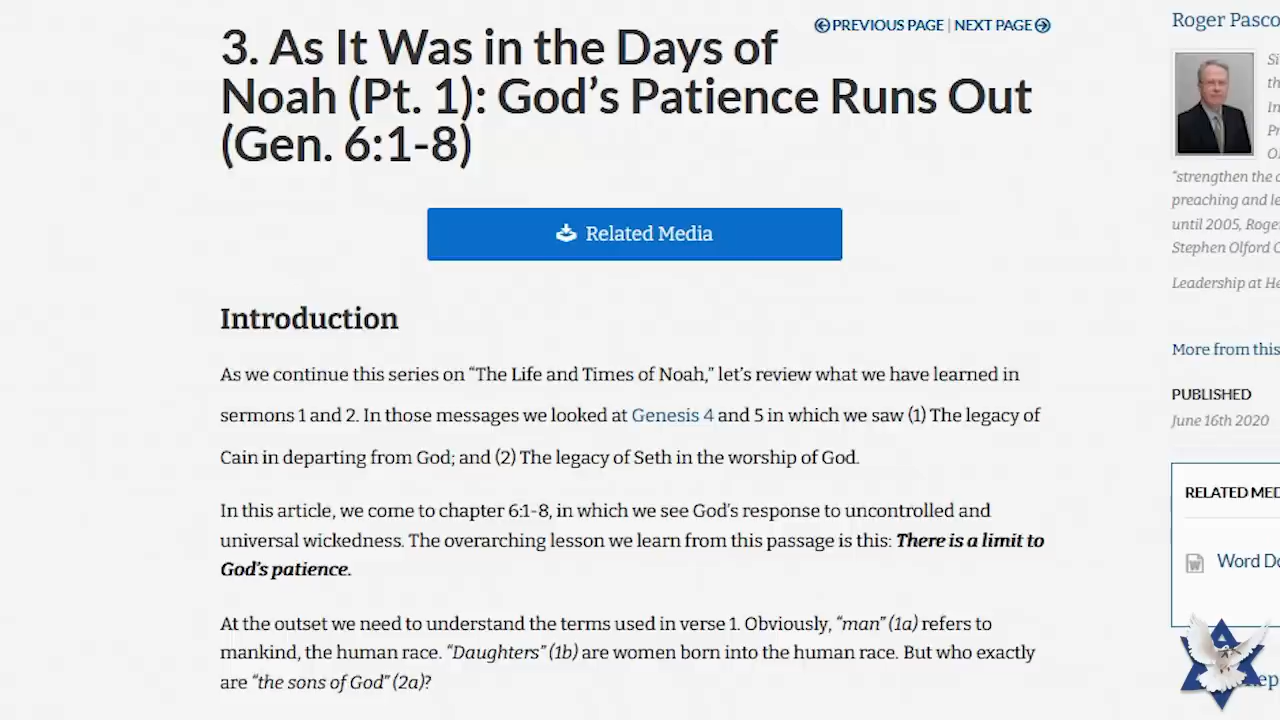 PREVIOUS PAGE | NEXT PAGE
3. As It Was in the Days of
Noah (Pt. 1): God’s Patience Runs Out
(Gen. 6:1-8)
Related Media
Introduction
As we continue this series on “The Life and Times of Noah,” let’s review what we have learned in
sermons 1 and 2. In those messages we looked at Genesis 4 and 5 in which we saw (1) The legacy of
Cain in departing from God; and (2) The legacy of Seth in the worship of God.
In this article, we come to chapter 6:1-8, in which we see God’s response to uncontrolled and
universal wickedness. The overarching lesson we learn from this passage is this: There is a limit to
God’s patience.
At the outset we need to understand the terms used in verse 1. Obviously, “man” (1a) refers to
mankind, the human race. “Daughters” (1b) are women born into the human race. But who exactly
are “the sons of God” (2a)?
Roger Pasco
“strengthen the
preaching and
until 2005,
Stephen Olford
Leadership at
More from this
PUBLISHED
June 16th 2020
RELATED
Word